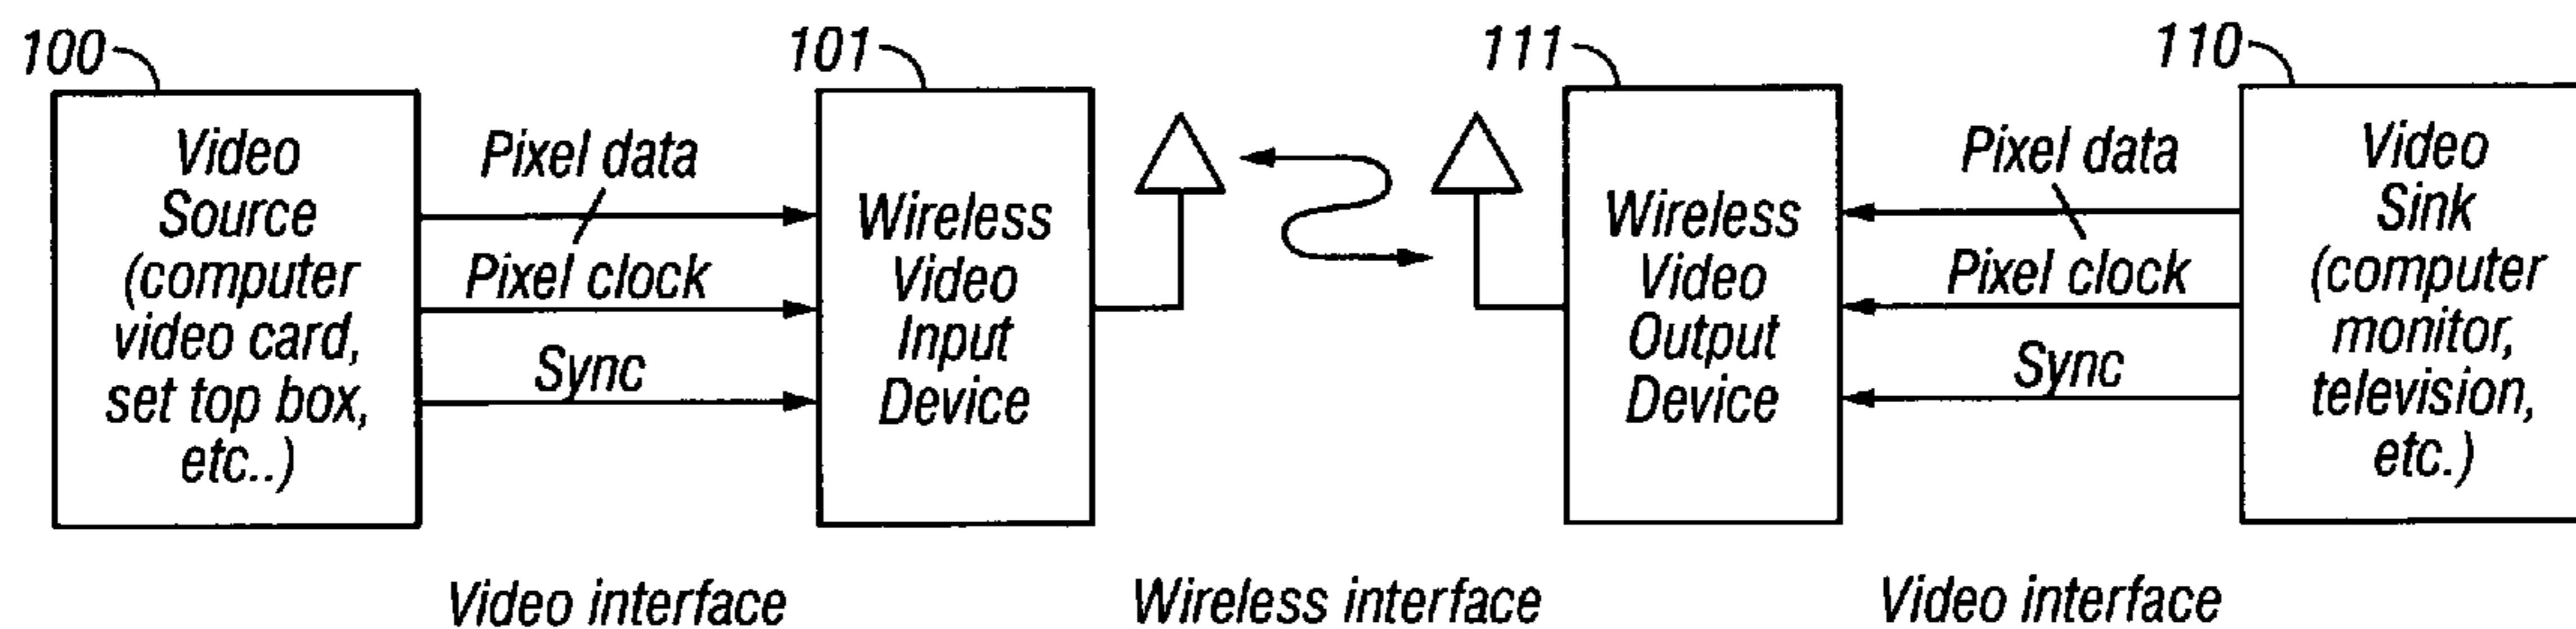 100
101
111
110
Video
Source
(computer
video card,
set top box,
etc..)
Pixel data
Pixel clock
Sync
Wireless
Video
Input
Device
Wireless
Video
Output
Device
Pixel data
Pixel clock
Sync
Video
Sink
(computer
monitor,
television,
etc.)
Video interface
Wireless interface
Video interface